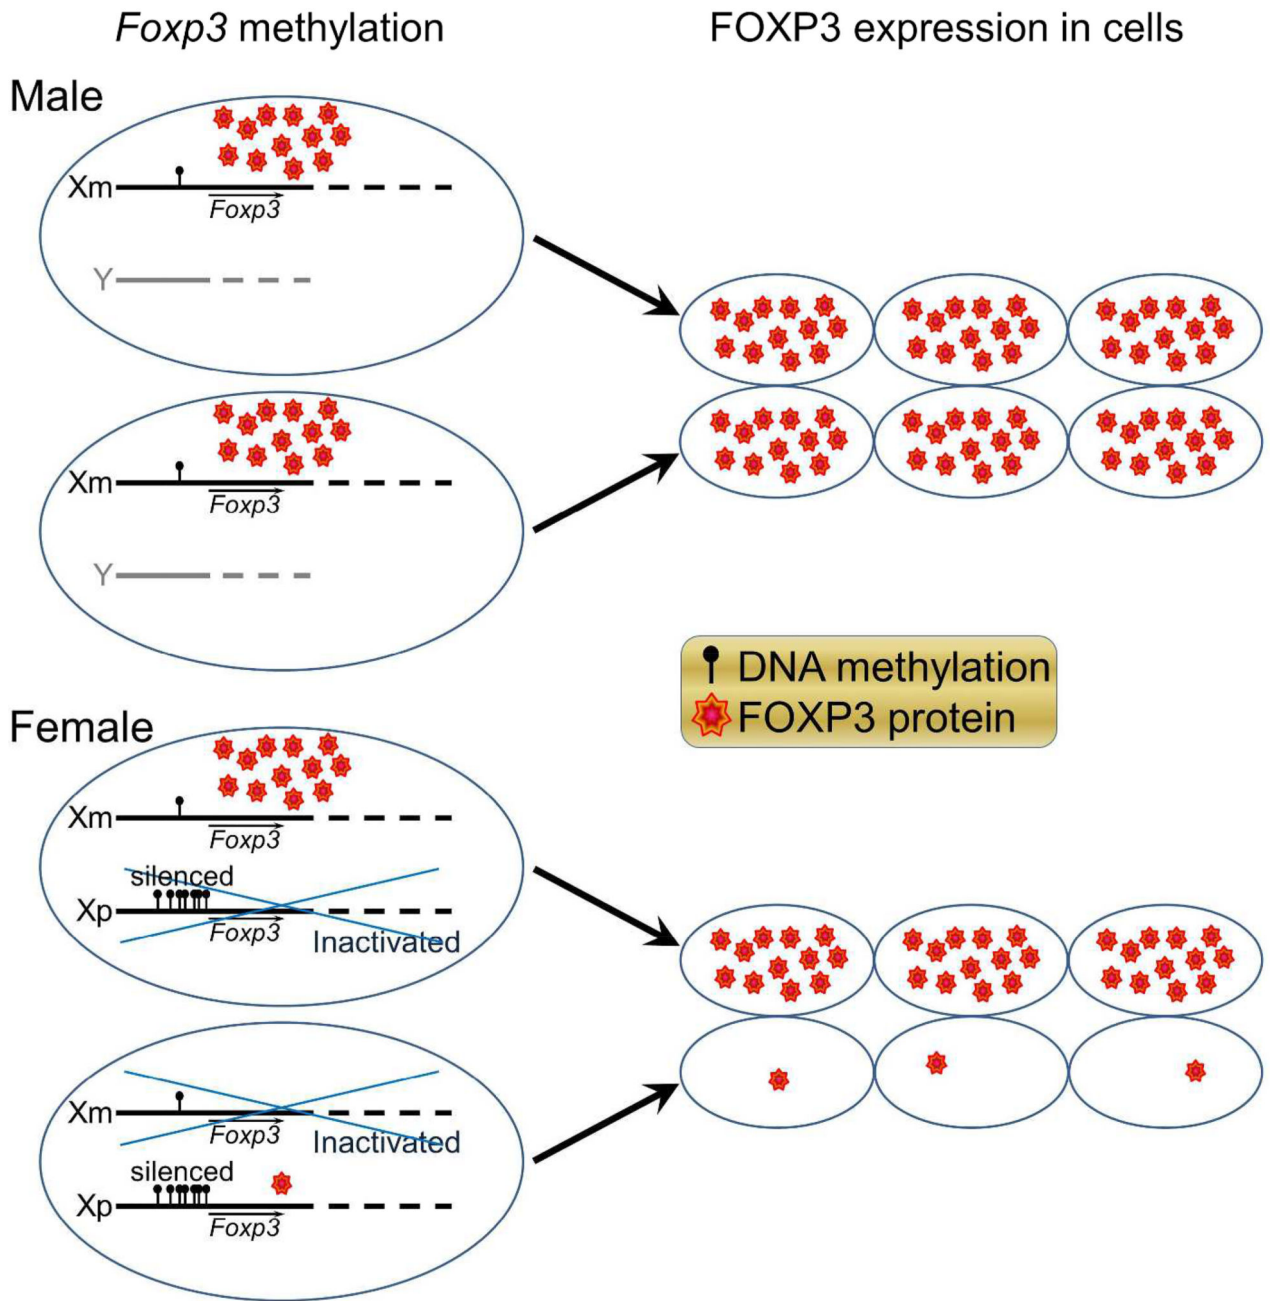 Foxp3 methylation
FOXP3 expression in cells
Male
Xm
Foxp3
Y
Xm
Foxp3
Y
DNA methylation
FOXP3 protein
Female
Xm
Foxp3
silenced
Xp
Foxp3
Inactivated
Xm
Foxp3
Inactivated
silenced
Xp
Foxp3